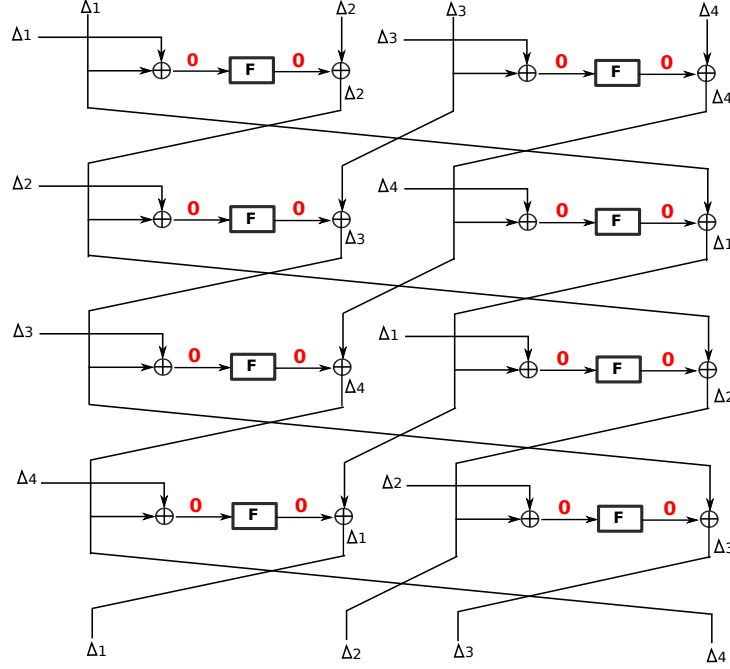 Δ1 Δ2 Δ3 Δ4
Δ1 0 F 0 Δ3 0 F 0
Δ2 Δ4
Δ2 0 F 0 Δ4 0 F 0
Δ3 Δ1
Δ3 0 F 0 Δ1 0 F 0
Δ4 Δ2
Δ4 0 F 0 Δ2 0 F 0
Δ1 Δ3
Δ1 Δ2 Δ3 Δ4